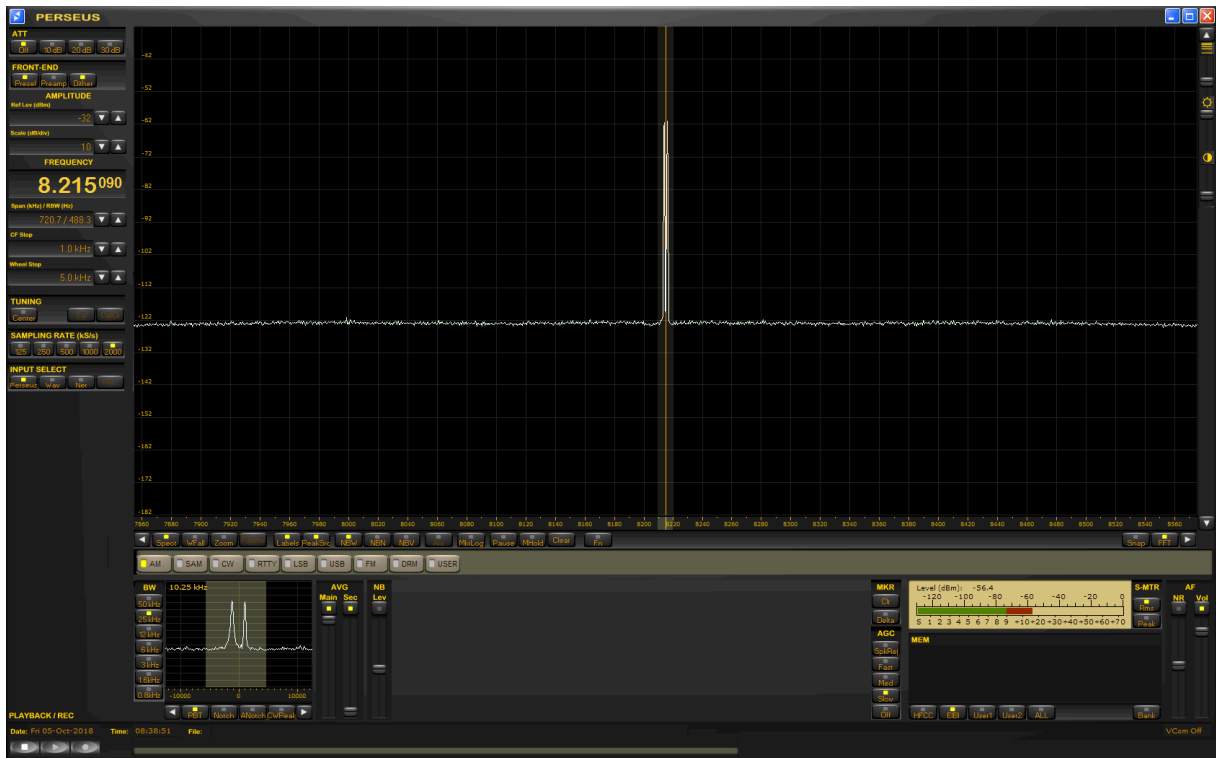 PERSEUS
ATT
Off 10 dB 20 dB 30 dB
FRONT-END
Presel Preamp Dither
AMPLITUDE
Ref Lev (dBm)
-32
Scale (dB/div)
10
FREQUENCY
8.215 090
Span (kHz) / RBW (Hz)
720.7 / 488.3
CF Step
1.0 kHz
Wheel Step
5.0 kHz
TUNING
Center
SAMPLING RATE (kS/s)
125 250 500 1000 2000
INPUT SELECT
Perseus Wav Net
-42
-52
-62
-72
-82
-92
-102
-112
-122
-132
-142
-152
-162
-172
-182
7860 7880 7900 7920 7940 7960 7980 8000 8020 8040 8060 8080 8100 8120 8140 8160 8180 8200 8220 8240 8260 8280 8300 8320 8340 8360 8380 8400 8420 8440 8460 8480 8500 8520 8540 8560
Spect WFall Zoom Labels PeakSrc NBW NBN NBV MkrLog Pause MHold Clear Fn Snap FFT
AM SAM CW RTTY LSB USB FM DRM USER
BW 10.25 kHz AVG NB
Main Sec Lev
50kHz
25 kHz
12 kHz
6 kHz
3 kHz
1.6kHz
0.8kHz
-10000 0 10000
PBT Notch ANotch CWPeak
MKR
Clr
Delta
AGC
SpkRej
Fast
Med
Slow
Off
Level (dBm): -56.4
-120 -100 -80 -60 -40 -20 0
S 1 2 3 4 5 6 7 8 9 +10+20+30+40+50+60+70
S-MTR
Rms
Peak
AF
NR Vol
MEM
HFCC EIBI User1 User2 ALL Bank
PLAYBACK / REC
Date: Fri 05-Oct-2018 Time: 08:38:51 File: VCom Off